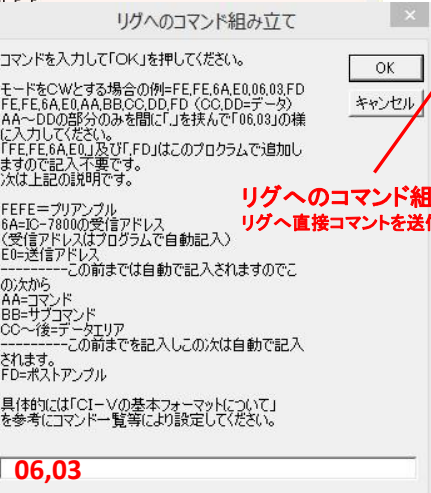 リグへのコマンド組み立て
コマンドを入力して「OK」を押してください。
OK
キャンセル
モードをCWとする場合の例=FE,FE,6A,E0,06,03,FD
FE,FE,6A,E0,AA,BB,CC,DD,FD (CC,DD=データ)
AA～DDの部分のみを間に「,」を挟んで「06,03」の様
に入力してください。
「FE,FE,6A,E0,」及び「,FD」はこのプログラムで追加し
ますので記入不要です。
次は上記の説明です。
リグへのコマンド組
リグへ直接コマントを送信
FEFE=プリアンプル
6A=IC-7800の受信アドレス
(受信アドレスはプログラムで自動記入)
E0=送信アドレス
---------この前までは自動で記入されますのでこ
の次から
AA=コマンド
BB=サブコマンド
CC～後=データエリア
---------この前までを記入しこの次は自動で記入
されます。
FD=ポストアンプル
具体的には「CI-Vの基本フォーマットについて」
を参考にコマンド一覧等により設定してください。
06,03